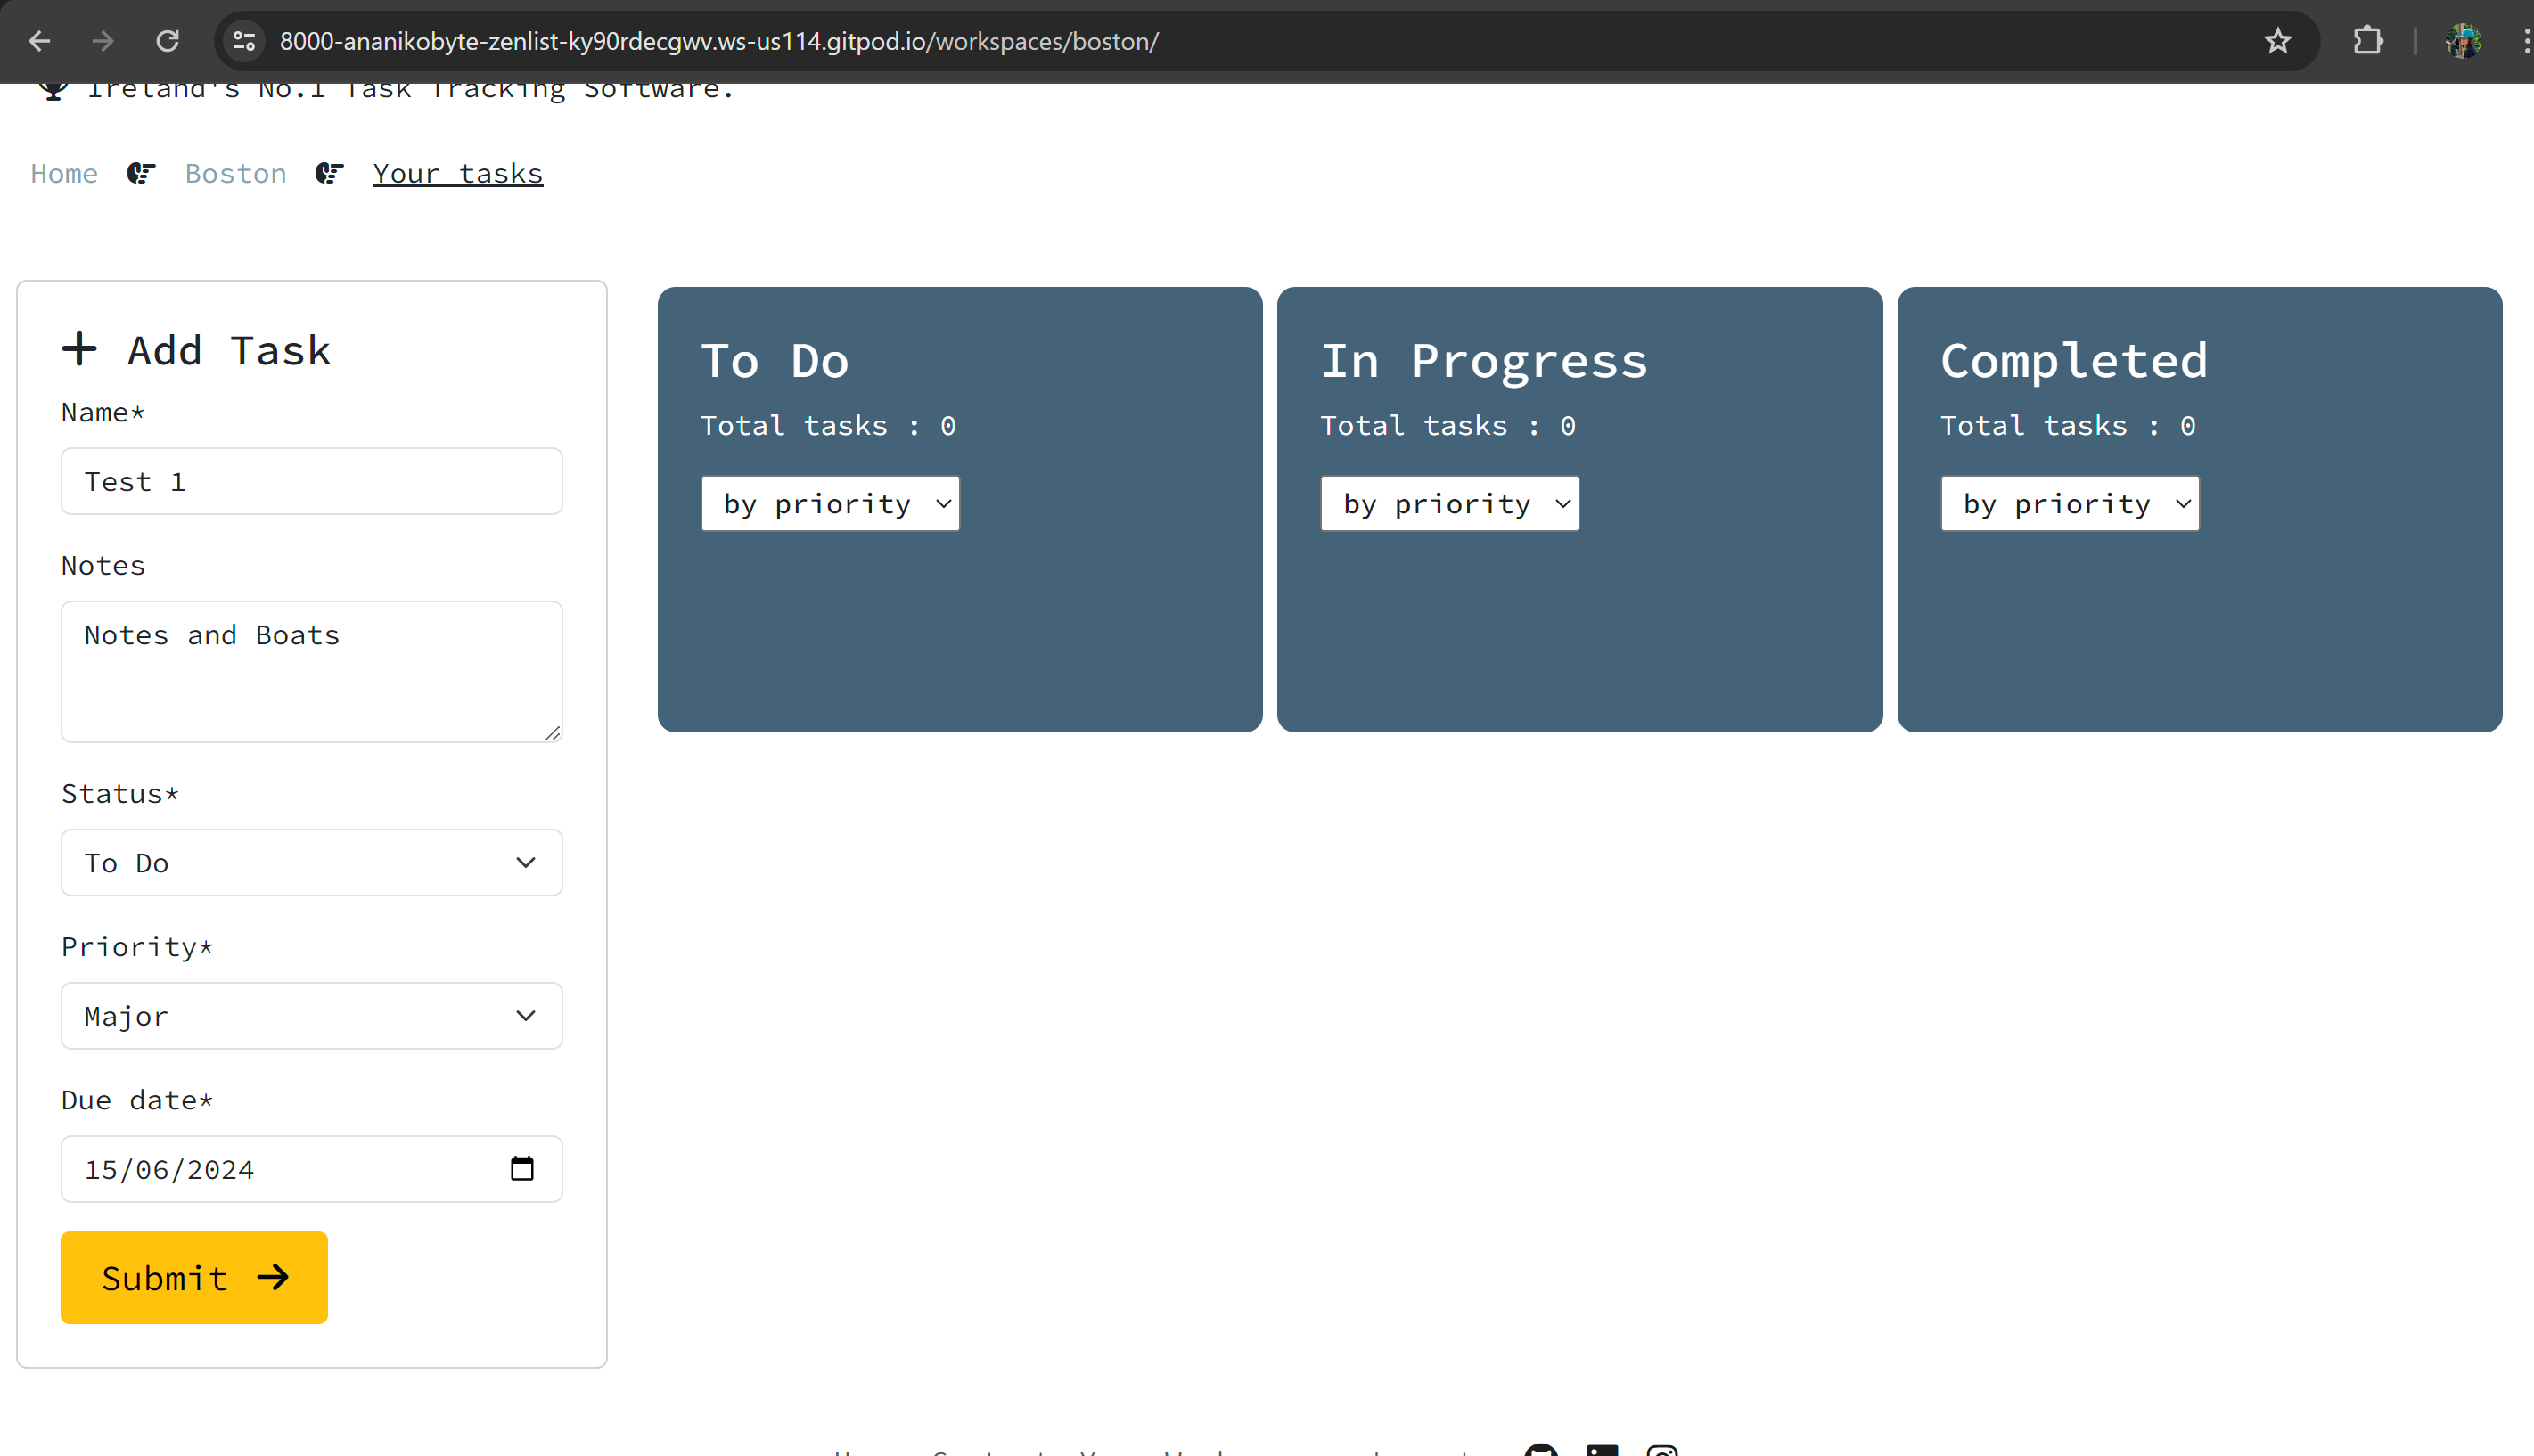 8000-ananikobyte-zenlist-ky90rdecgwv.ws-us114.gitpod.io/workspaces/boston/
Ireland's No.1 Task Tracking Software.
Home Boston Your tasks
Add Task
Name*
Test 1
Notes
Notes and Boats
Status*
To Do
Priority*
Major
Due date*
15/06/2024
Submit
To Do
Total tasks : 0
by priority
In Progress
Total tasks : 0
by priority
Completed
Total tasks : 0
by priority